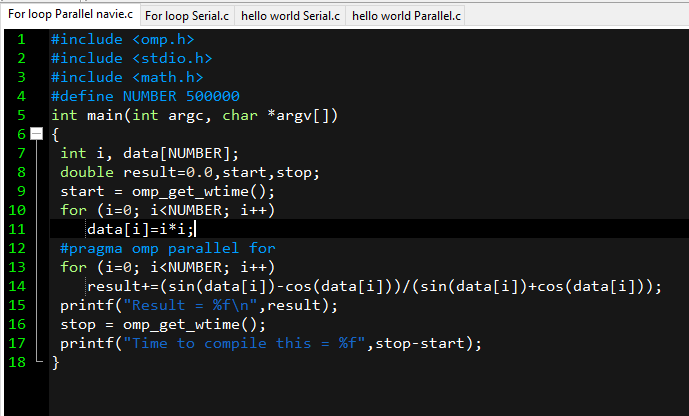 For loop Parallel navie.c For loop Serial.c hello world Serial.c hello world Parallel.c
1 #include <omp.h>
2 #include <stdio.h>
3 #include <math.h>
4 #define NUMBER 500000
5 int main(int argc, char *argv[])
6 {
7 int i, data[NUMBER];
8 double result=0.0,start,stop;
9 start = omp_get_wtime();
10 for (i=0; i<NUMBER; i++)
11 data[i]=i*i;
12 #pragma omp parallel for
13 for (i=0; i<NUMBER; i++)
14 result+=(sin(data[i])-cos(data[i]))/(sin(data[i])+cos(data[i]));
15 printf("Result = %f\n",result);
16 stop = omp_get_wtime();
17 printf("Time to compile this = %f",stop-start);
18 }